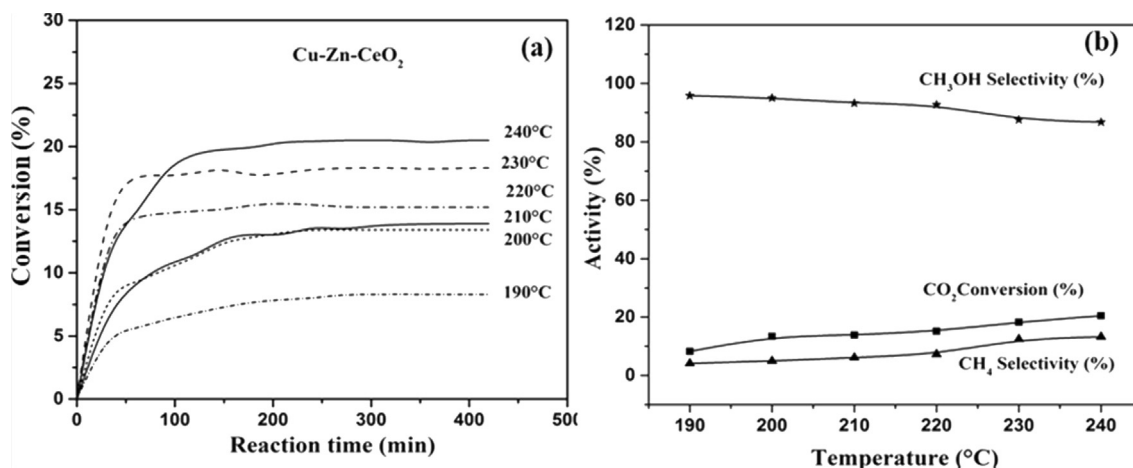 (a)
Cu-Zn-CeO₂
240°C
230°C
220°C
210°C
200°C
190°C
30
25
20
15
10
5
0
Conversion (%)
0 100 200 300 400 500
Reaction time (min)
(b)
CH₃OH Selectivity (%)
CO₂Conversion (%)
CH₄ Selectivity (%)
120
100
80
60
40
20
0
Activity (%)
190 200 210 220 230 240
Temperature (°C)